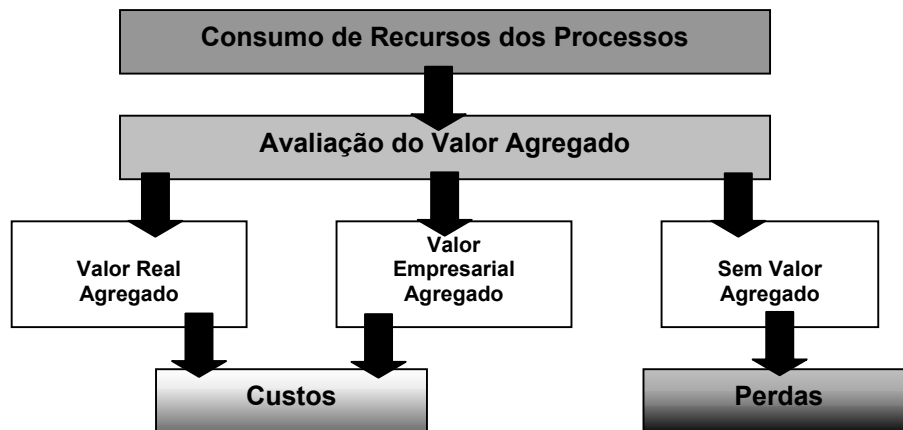 Consumo de Recursos dos Processos
Avaliação do Valor Agregado
Valor Real
Agregado
Valor
Empresarial
Agregado
Sem Valor
Agregado
Custos
Perdas